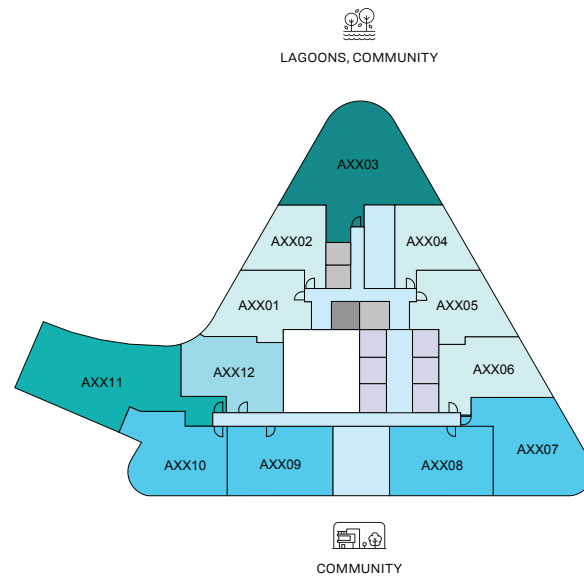 LAGOONS, COMMUNITY
AXX03
AXX02
AXX04
AXX01
AXX05
AXX06
AXX12
AXX11
AXX07
AXX10
AXX09
AXX08
COMMUNITY